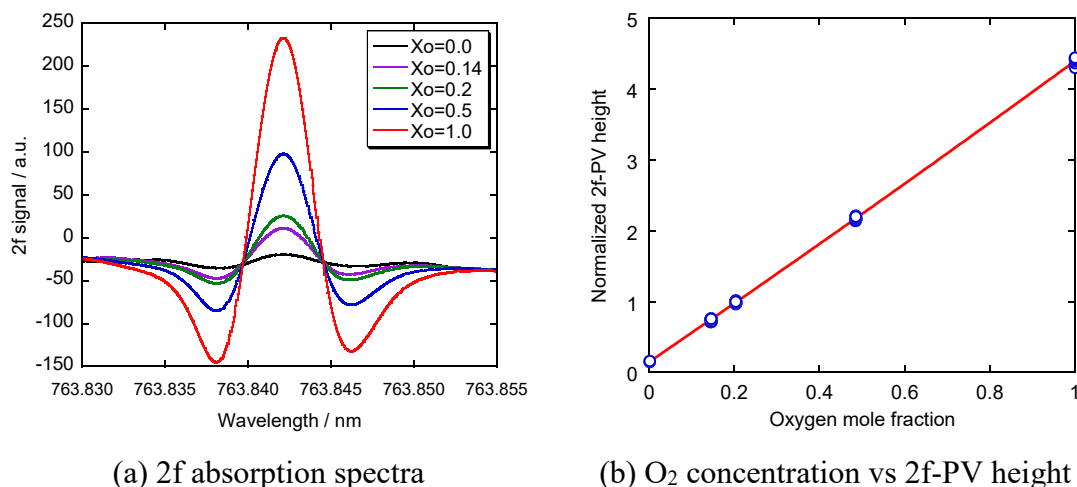 250
200
150
100
50
0
-50
-100
-150
2f signal / a.u.
Xo=0.0
Xo=0.14
Xo=0.2
Xo=0.5
Xo=1.0
763.830 763.835 763.840 763.845 763.850 763.855
Wavelength / nm
(a) 2f absorption spectra
5
4
3
2
1
0
Normalized 2f-PV height
0 0.2 0.4 0.6 0.8 1
Oxygen mole fraction
(b) O₂ concentration vs 2f-PV height